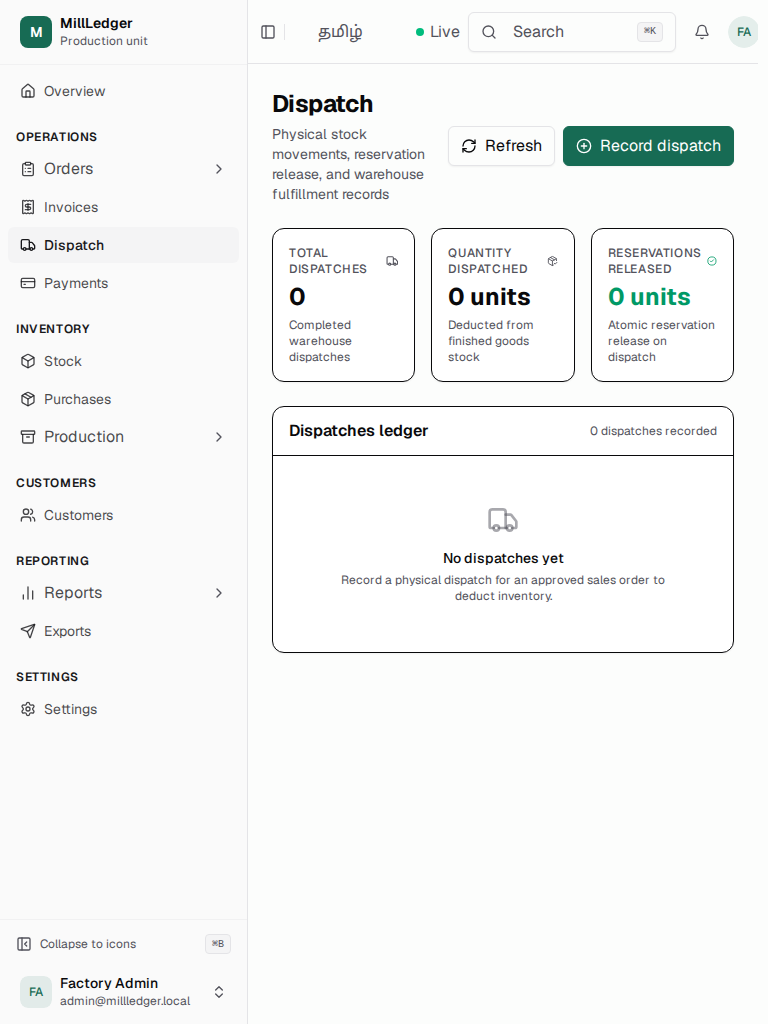 M
MillLedger
Production unit
Overview
OPERATIONS
Orders
Invoices
Dispatch
Payments
INVENTORY
Stock
Purchases
Production
CUSTOMERS
Customers
REPORTING
Reports
Exports
SETTINGS
Settings
Collapse to icons ⌘B
FA
Factory Admin
admin@millledger.local
தமிழ்
Live
Search ⌘K
FA
Dispatch
Physical stock
movements, reservation
release, and warehouse
fulfillment records
Refresh
Record dispatch
TOTAL
DISPATCHES
0
Completed
warehouse
dispatches
QUANTITY
DISPATCHED
0 units
Deducted from
finished goods
stock
RESERVATIONS
RELEASED
0 units
Atomic reservation
release on
dispatch
Dispatches ledger
0 dispatches recorded
No dispatches yet
Record a physical dispatch for an approved sales order to
deduct inventory.